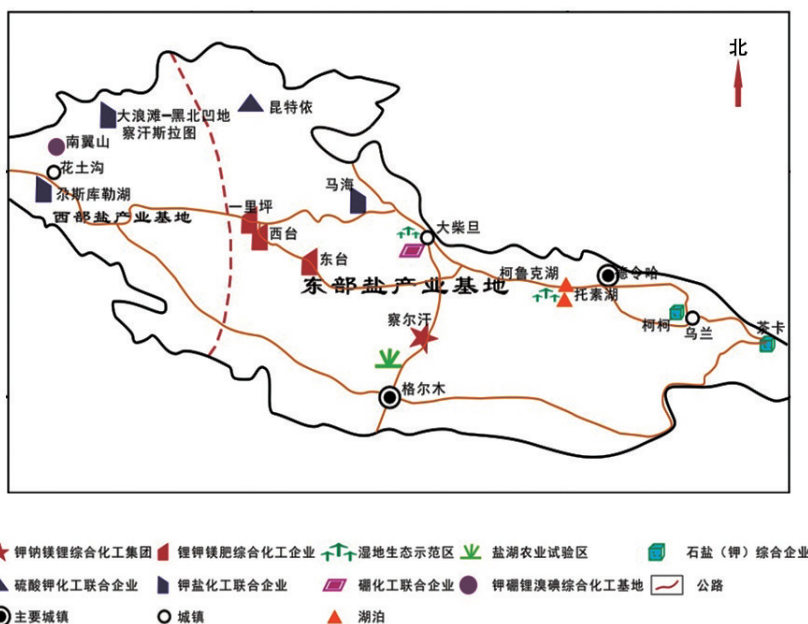 北
大浪滩-黑北凹地
察汗斯拉图
昆特依
南翼山
花土沟
尕斯库勒湖
马海
西部盐产业基地
一里坪
西台
东台
大柴旦
东部盐产业基地
柯鲁克湖
德令哈
托素湖
察尔汗
柯柯
乌兰
茶卡
格尔木
钾钠镁锂综合化工集团
锂钾镁肥综合化工企业
湿地生态示范区
盐湖农业试验区
石盐（钾）综合企业
硫酸钾化工联合企业
钾盐化工联合企业
硼化工联合企业
钾硼锂溴碘综合化工基地
公路
主要城镇
城镇
湖泊